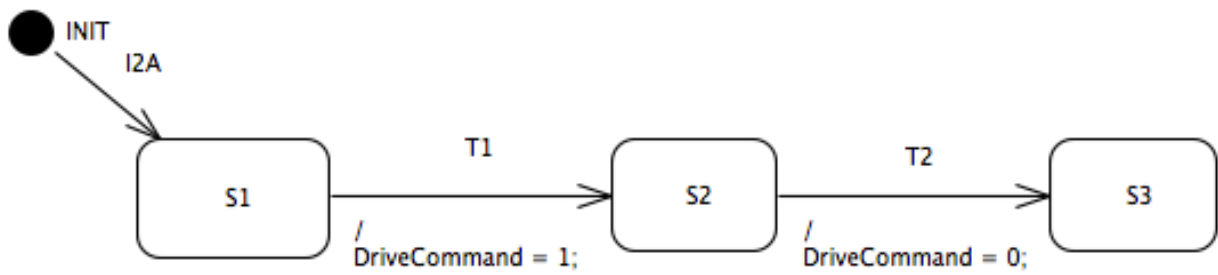 INIT
I2A
S1
T1
/
DriveCommand = 1;
S2
T2
/
DriveCommand = 0;
S3